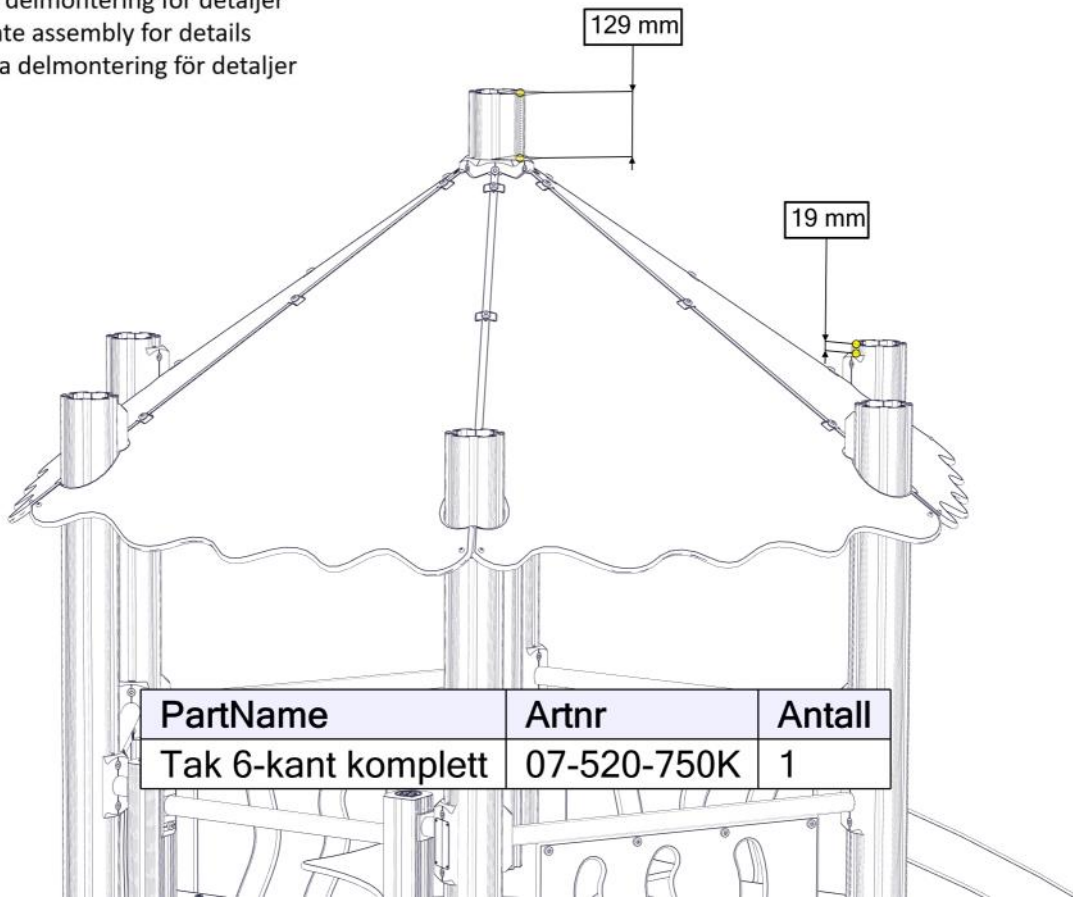 delmontering for detaljer
te assembly for details
a delmontering för detaljer
129 mm
19 mm
PartName Artnr Antall
Tak 6-kant komplett 07-520-750K 1